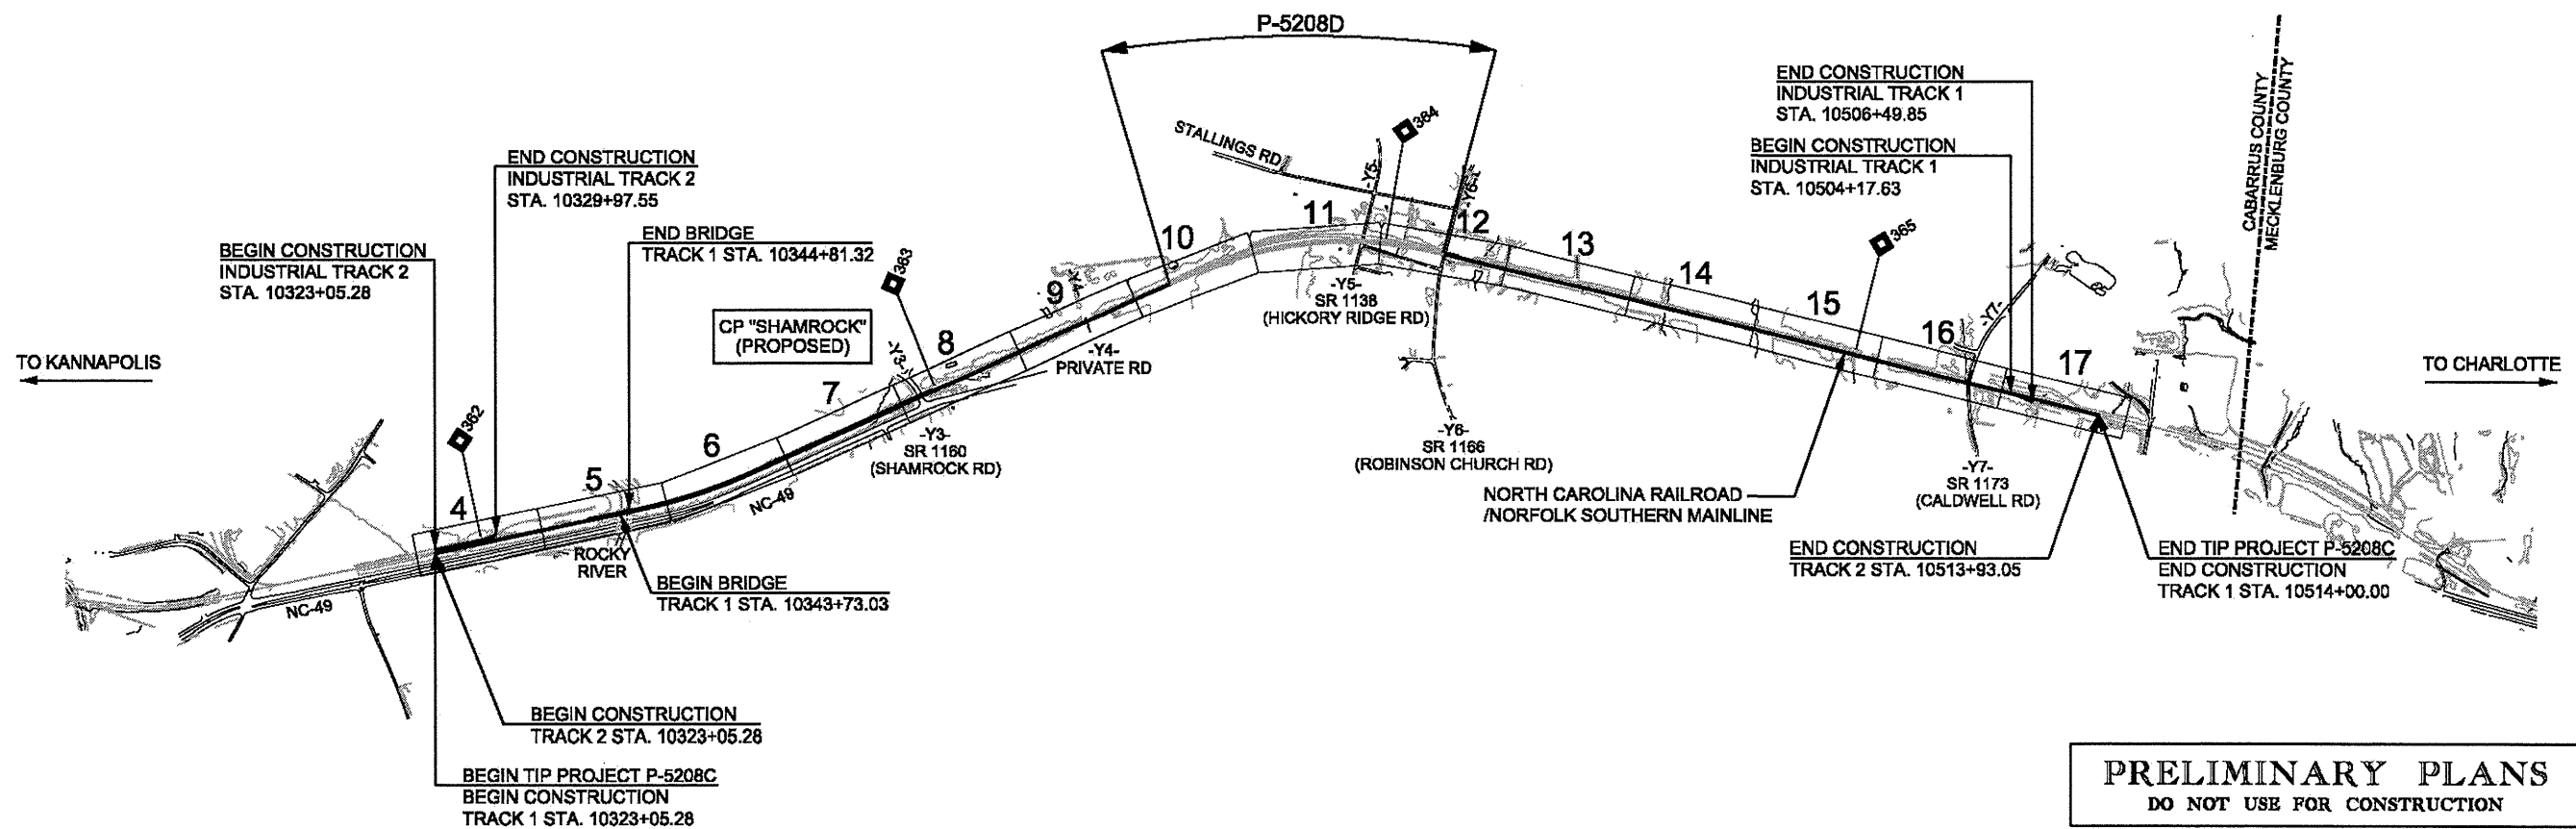 P-5208D
END CONSTRUCTION
INDUSTRIAL TRACK 1
STA. 10506+49.85
BEGIN CONSTRUCTION
INDUSTRIAL TRACK 1
STA. 10504+17.63
CABARRUS COUNTY
MECKLENBURG COUNTY
STALLINGS RD
364
-Y5-
-Y6-
END CONSTRUCTION
INDUSTRIAL TRACK 2
STA. 10329+97.55
END BRIDGE
TRACK 1 STA. 10344+81.32
BEGIN CONSTRUCTION
INDUSTRIAL TRACK 2
STA. 10323+05.28
363
365
10
11
12
13
14
15
16
17
9
8
7
6
5
4
-Y4-
-Y7-
CP "SHAMROCK"
(PROPOSED)
-Y3-
-Y5-
SR 1138
(HICKORY RIDGE RD)
-Y4-
PRIVATE RD
TO KANNAPOLIS
TO CHARLOTTE
362
-Y3-
SR 1160
(SHAMROCK RD)
-Y6-
SR 1166
(ROBINSON CHURCH RD)
-Y7-
SR 1173
(CALDWELL RD)
NORTH CAROLINA RAILROAD
/NORFOLK SOUTHERN MAINLINE
NC-49
ROCKY
RIVER
NC-49
BEGIN BRIDGE
TRACK 1 STA. 10343+73.03
END CONSTRUCTION
TRACK 2 STA. 10513+93.05
END TIP PROJECT P-5208C
END CONSTRUCTION
TRACK 1 STA. 10514+00.00
BEGIN CONSTRUCTION
TRACK 2 STA. 10323+05.28
BEGIN TIP PROJECT P-5208C
BEGIN CONSTRUCTION
TRACK 1 STA. 10323+05.28
PRELIMINARY PLANS
DO NOT USE FOR CONSTRUCTION